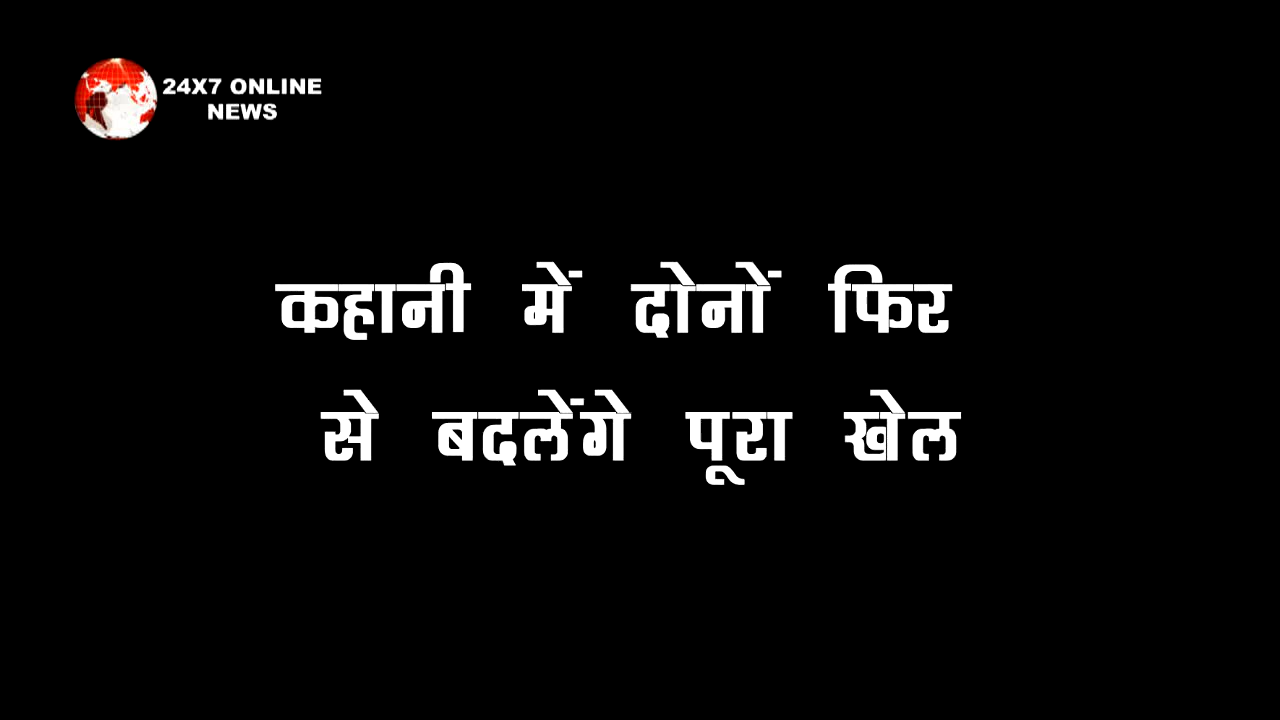 24X7 ONLINE
NEWS
कहानी में दोनों फिर
से बदलेंगे पूरा खेल